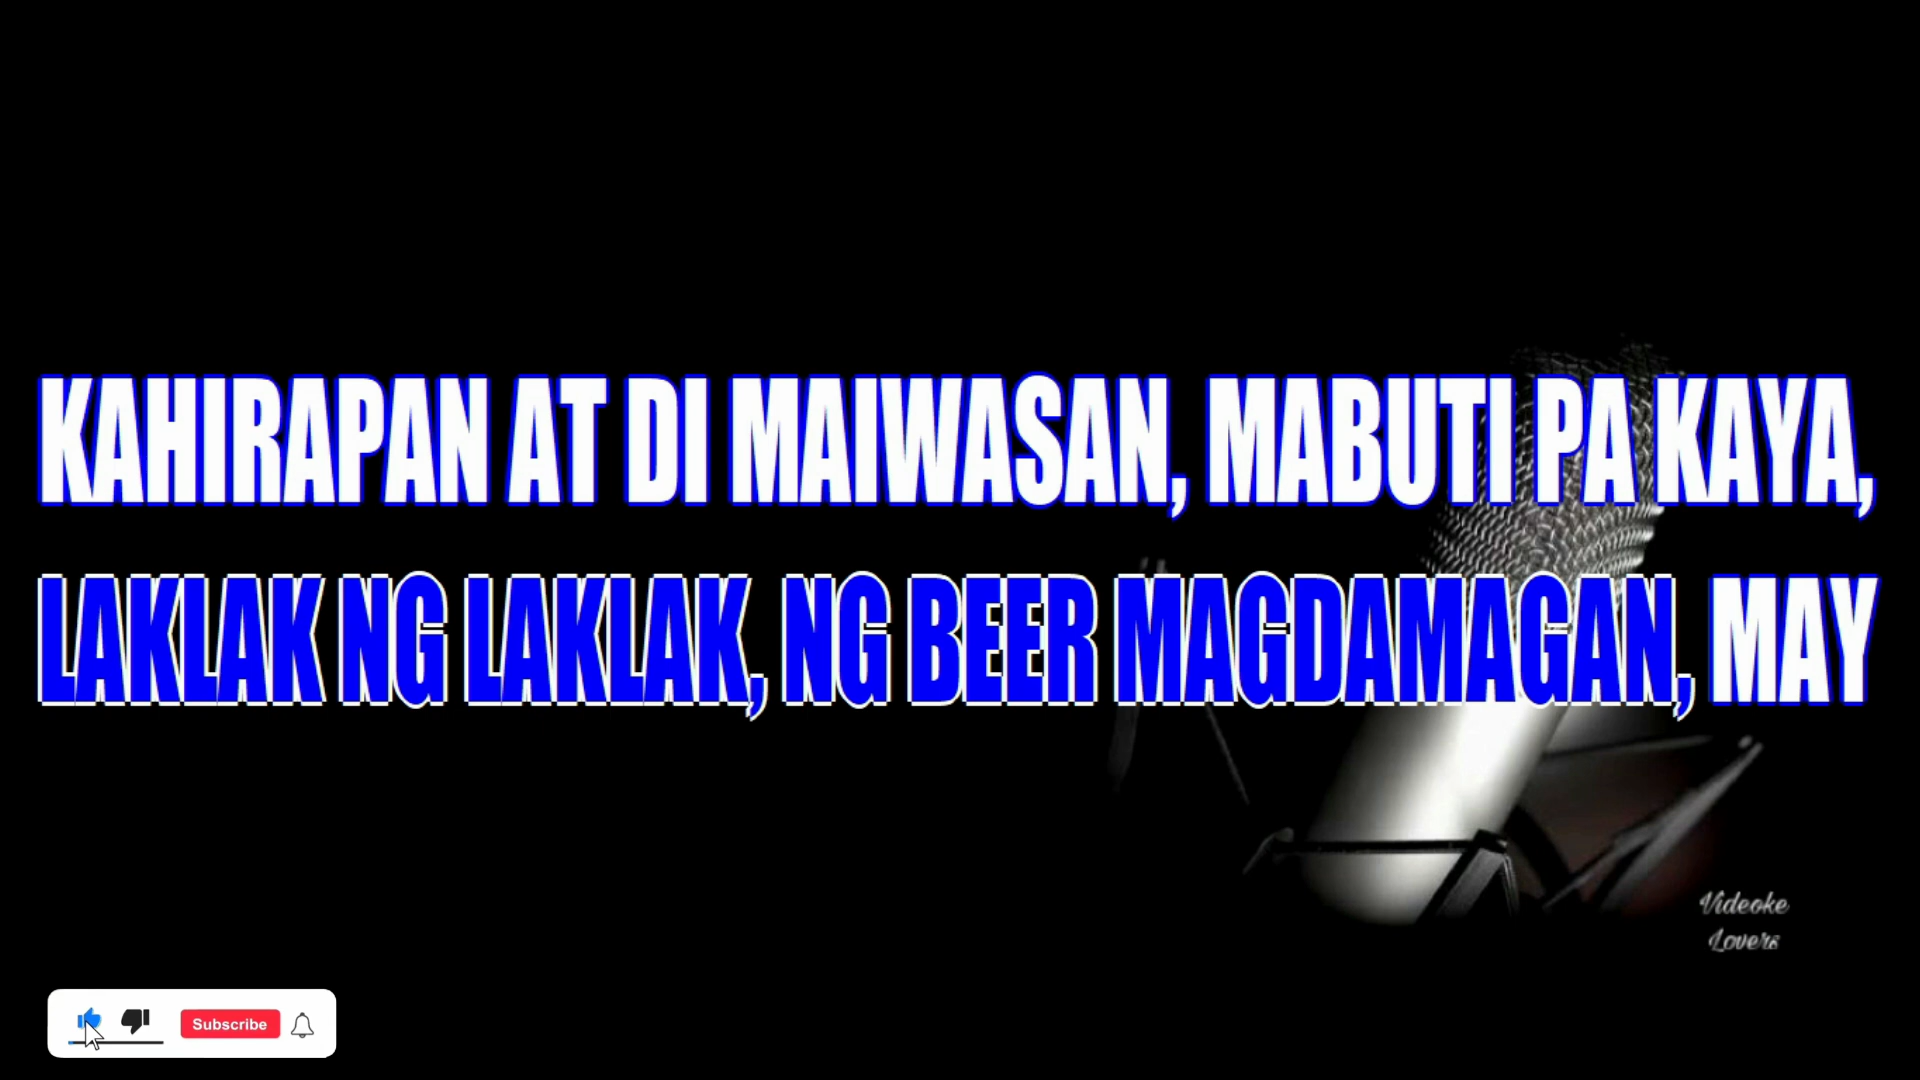 KAHIRAPAN AT DI MAIWASAN, MABUTI PA KAYA,
LAKLAK NG LAKLAK, NG BEER MAGDAMAGAN, MAY
Videoke
Lovers
Subscribe